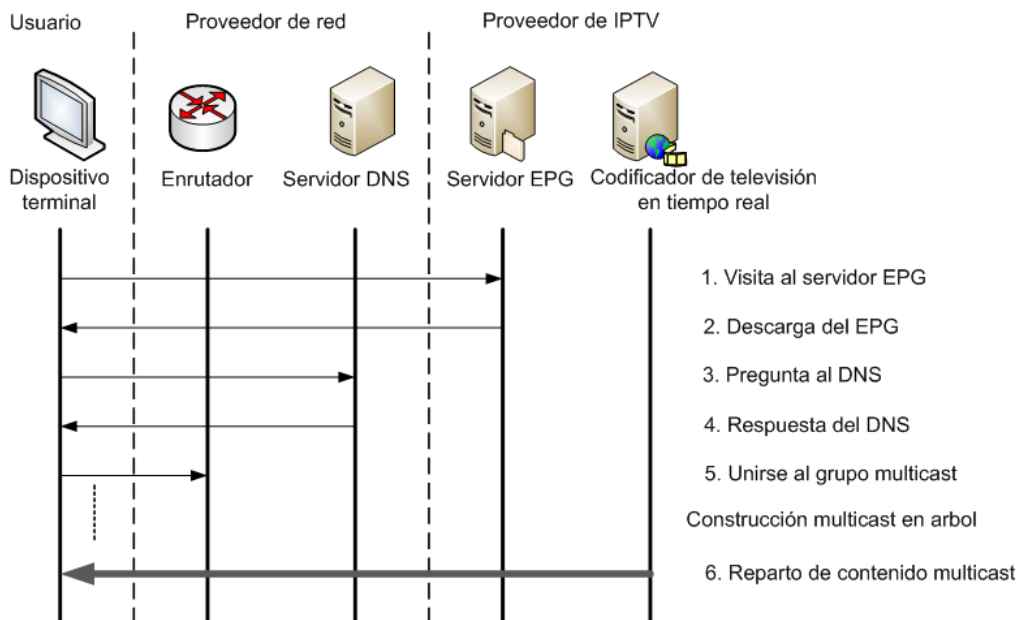 Usuario
Proveedor de red
Proveedor de IPTV
Dispositivo
terminal
Enrutador
Servidor DNS
Servidor EPG
Codificador de televisión
en tiempo real
1. Visita al servidor EPG
2. Descarga del EPG
3. Pregunta al DNS
4. Respuesta del DNS
5. Unirse al grupo multicast
Construcción multicast en arbol
6. Reparto de contenido multicast